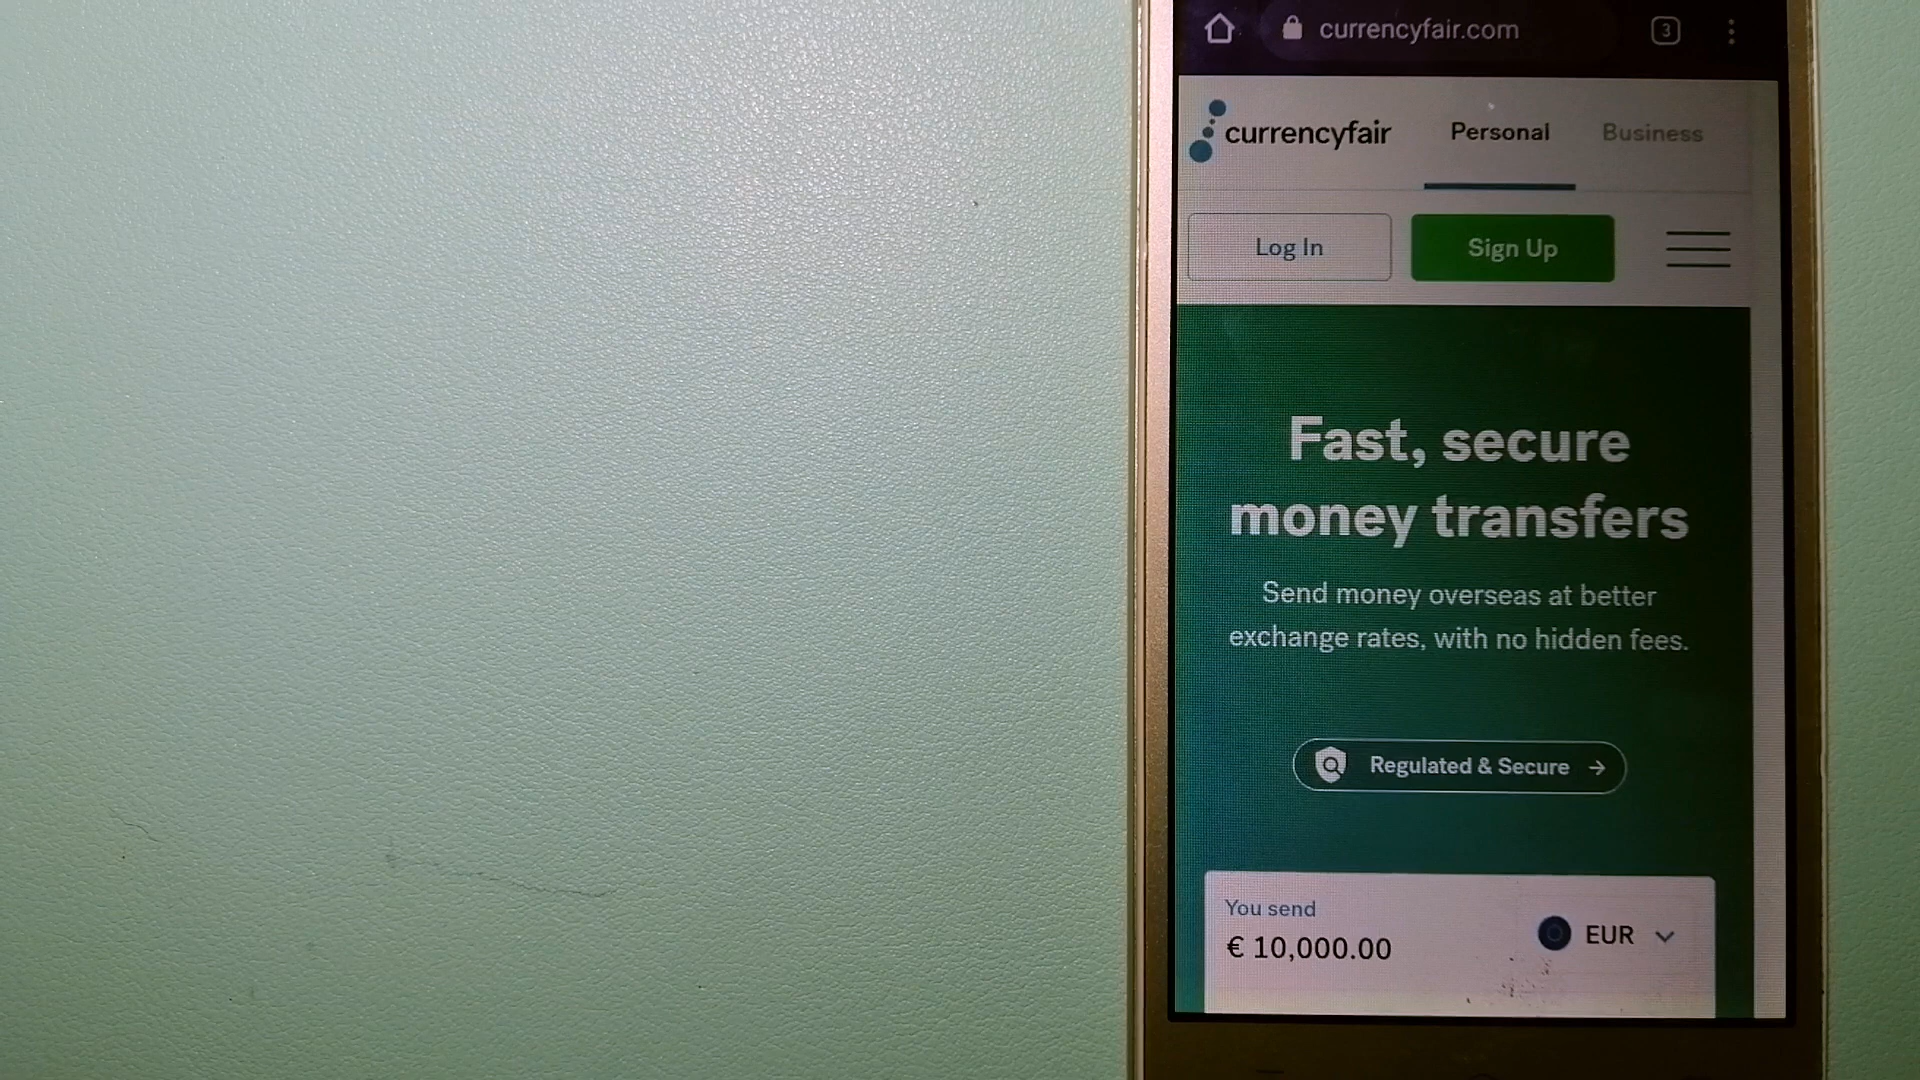 currencyfair.com
3
currencyfair
Personal
Business
Log In
Sign Up
Fast, secure
money transfers
Send money overseas at better
exchange rates, with no hidden fees.
Regulated & Secure →
You send
€ 10,000.00
EUR